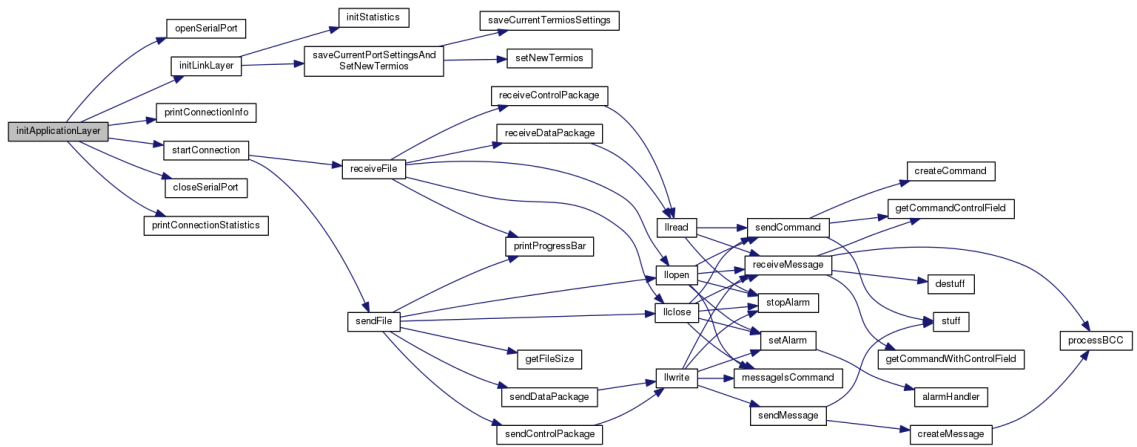 initApplicationLayer
openSerialPort
initLinkLayer
printConnectionInfo
startConnection
closeSerialPort
printConnectionStatistics
initStatistics
saveCurrentPortSettingsAnd
SetNewTermios
receiveFile
sendFile
saveCurrentTermiosSettings
setNewTermios
receiveControlPackage
receiveDataPackage
printProgressBar
getFileSize
sendDataPackage
sendControlPackage
llread
llopen
llclose
llwrite
sendCommand
receiveMessage
stopAlarm
setAlarm
messageIsCommand
sendMessage
createCommand
getCommandControlField
destuff
stuff
getCommandWithControlField
alarmHandler
createMessage
processBCC